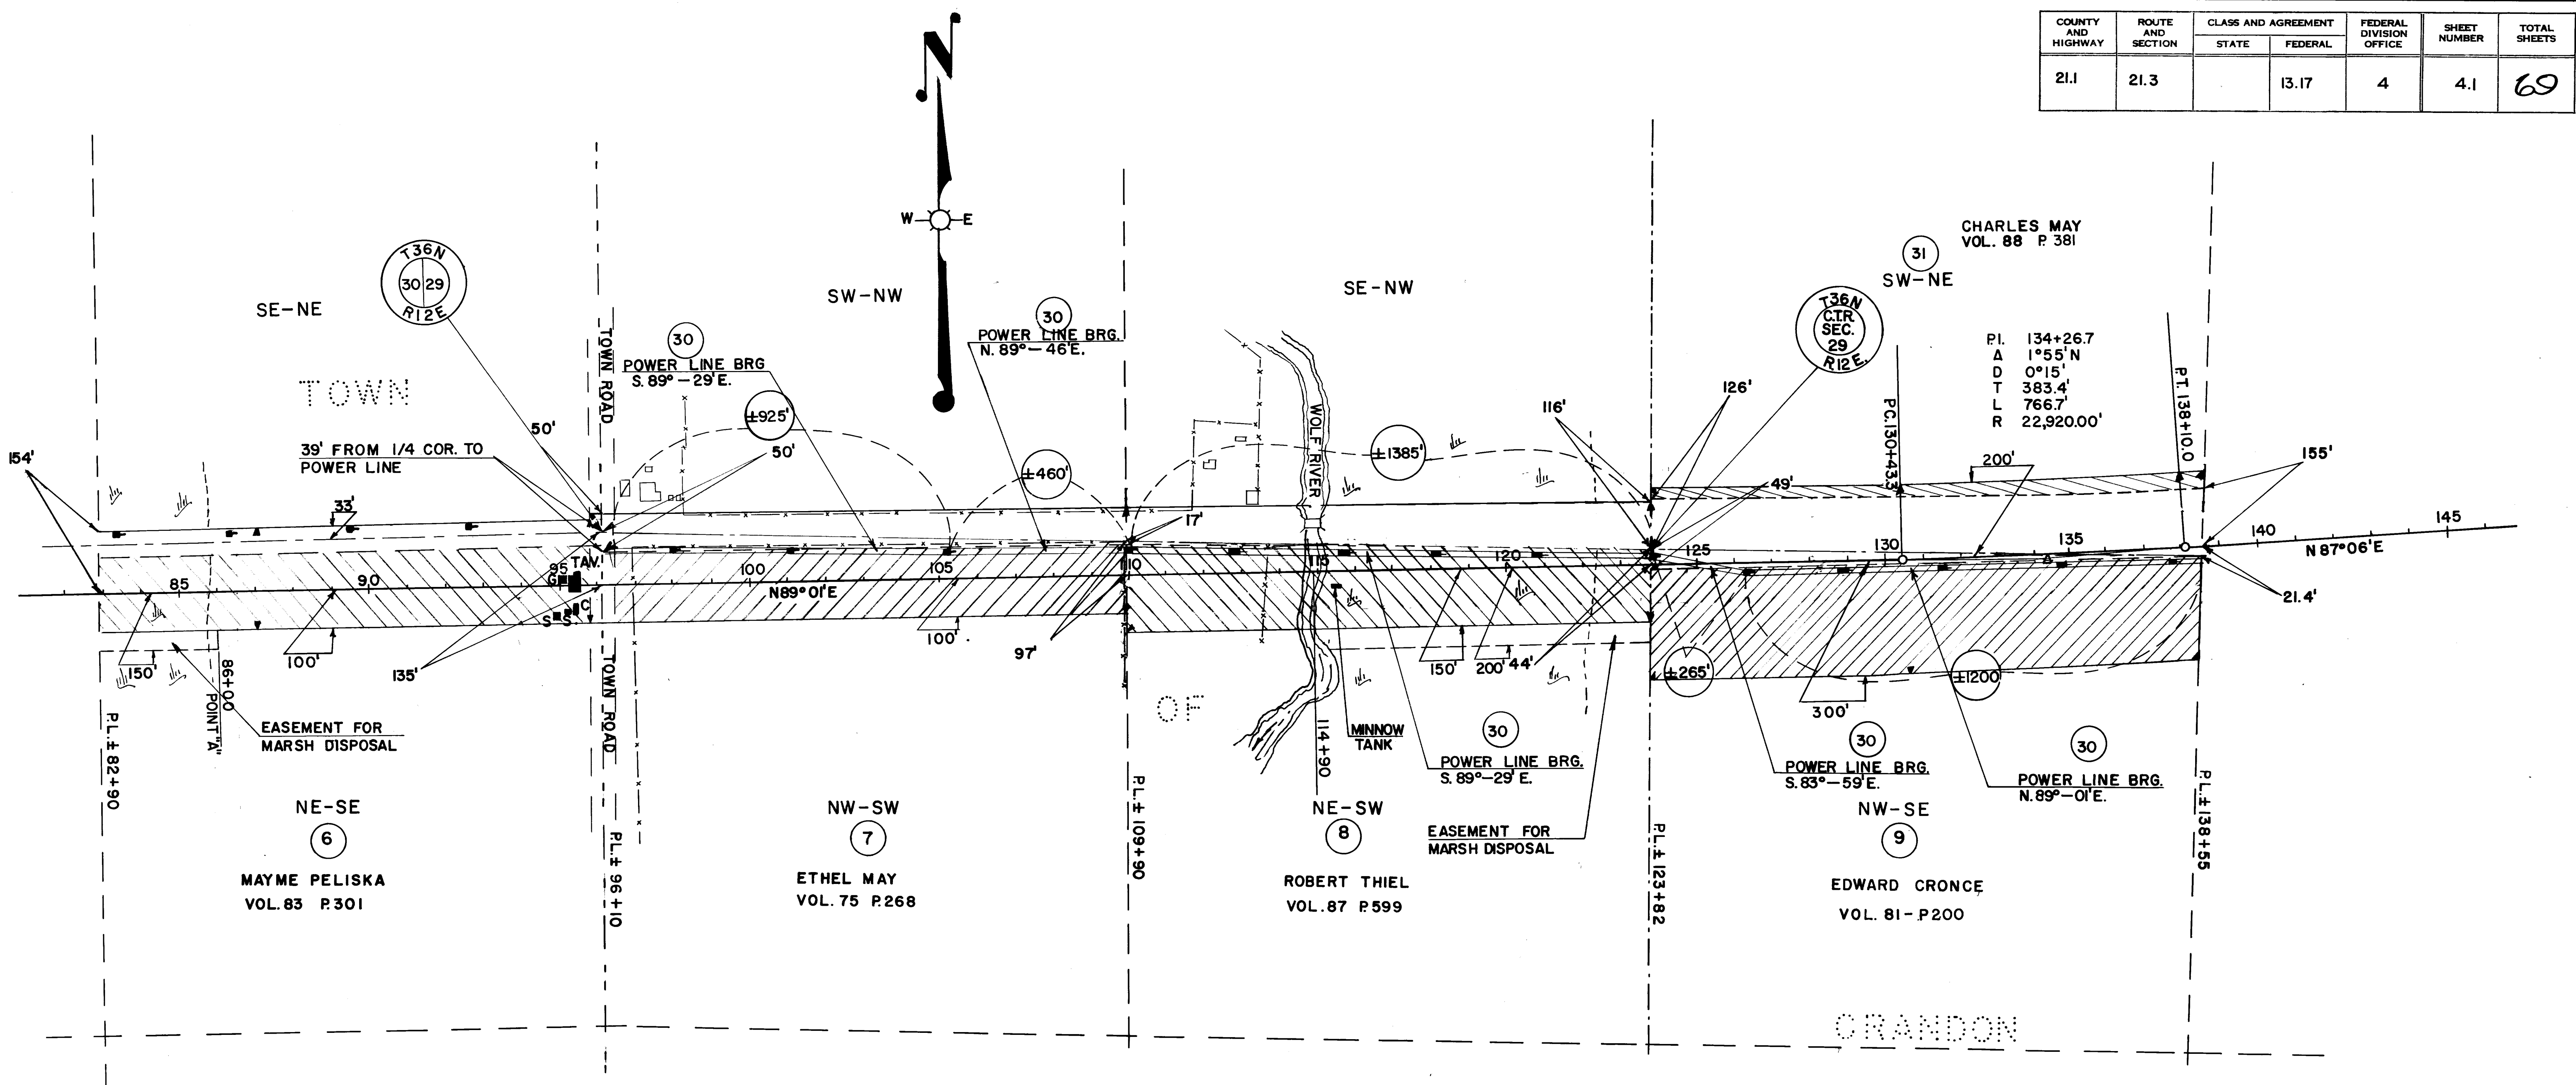 COUNTY AND HIGHWAY
ROUTE AND SECTION
CLASS AND AGREEMENT
STATE
FEDERAL
FEDERAL DIVISION OFFICE
SHEET NUMBER
TOTAL SHEETS
21.1
21.3
13.17
4
4.1
69
N
W
E
CHARLES MAY
VOL. 88 P. 381
31
SW-NE
SE-NE
SW-NW
SE-NW
T36N
30 29
R12E
T36N
CTR.
SEC.
29
R12E.
P.I. 134+26.7
Δ 1°55'N
D 0°15'
T 383.4'
L 766.7'
R 22,920.00'
30
POWER LINE BRG
S. 89°-29'E.
30
POWER LINE BRG.
N. 89°-46'E.
TOWN ROAD
TOWN
39' FROM 1/4 COR. TO
POWER LINE
154'
33'
50'
50'
±925'
±460'
±1385'
WOLF RIVER
116'
126'
49'
17'
P.C. 130+43.3
P.T. 138+10.0
200'
155'
21.4'
85
90
95
100
105
110
115
120
125
130
135
140
145
N89°01'E
N 87°06'E
TAV.
G
C
S S
150'
100'
135'
100'
97'
150'
200'
44'
±265'
±1200
300'
86+00
POINT "A"
EASEMENT FOR
MARSH DISPOSAL
TOWN ROAD
OF
MINNOW
TANK
114+90
30
POWER LINE BRG.
S. 89°-29'E.
30
POWER LINE BRG.
S. 83°-59'E.
30
POWER LINE BRG.
N. 89°-01'E.
EASEMENT FOR
MARSH DISPOSAL
P.L. ± 82+90
P.L. ± 96+10
P.L. ± 109+90
P.L. ± 123+82
P.L. ± 138+55
NE-SE
6
MAYME PELISKA
VOL. 83 P. 301
NW-SW
7
ETHEL MAY
VOL. 75 P. 268
NE-SW
8
ROBERT THIEL
VOL. 87 P. 599
NW-SE
9
EDWARD CRONCE
VOL. 81-P. 200
CRANDON